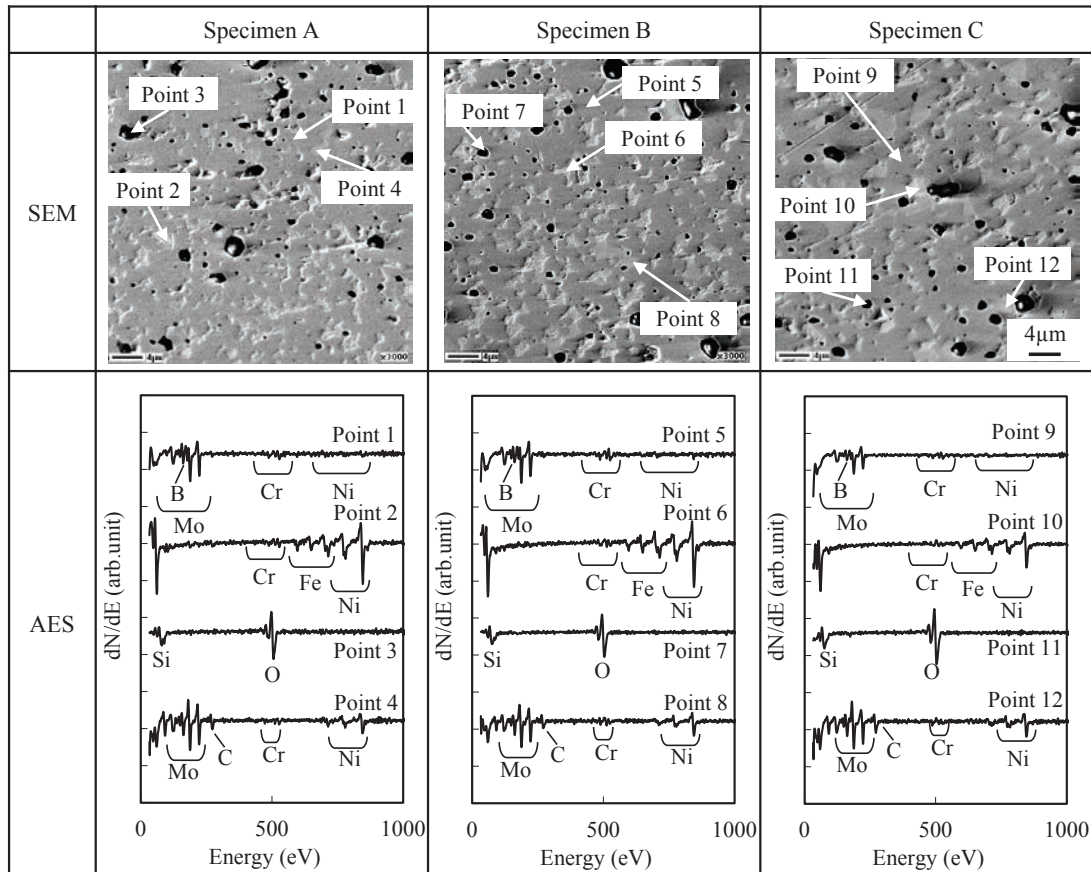 Specimen A
Specimen B
Specimen C
SEM
Point 3
Point 1
Point 2
Point 4
4μm
x3000
Point 7
Point 5
Point 6
Point 8
4μm
x3000
Point 9
Point 10
Point 11
Point 12
4μm
4μm
AES
dN/dE (arb.unit)
Point 1
B
Mo
Cr
Ni
Point 2
Cr
Fe
Ni
Si
O
Point 3
Point 4
Mo
C
Cr
Ni
0
500
1000
Energy (eV)
dN/dE (arb.unit)
Point 5
B
Mo
Cr
Ni
Point 6
Cr
Fe
Ni
Si
O
Point 7
Point 8
Mo
C
Cr
Ni
0
500
1000
Energy (eV)
dN/dE (arb.unit)
Point 9
B
Mo
Cr
Ni
Point 10
Cr
Fe
Ni
Si
O
Point 11
Point 12
Mo
C
Cr
Ni
0
500
1000
Energy (eV)